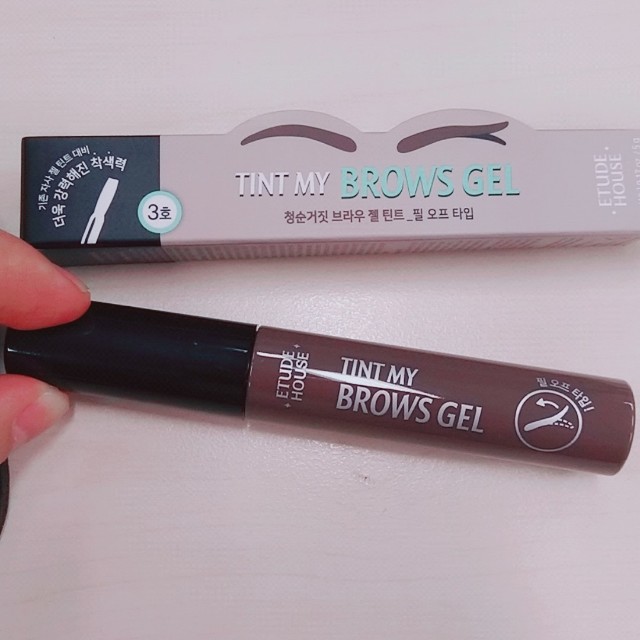 기존 자사 젤 틴트 대비
더욱 강력해진 착색력
3호
TINT MY BROWS GEL
청순거짓 브라우 젤 틴트_필 오프 타입
ETUDE
HOUSE
ETUDE
HOUSE
TINT MY
BROWS GEL
필 오프 타입!